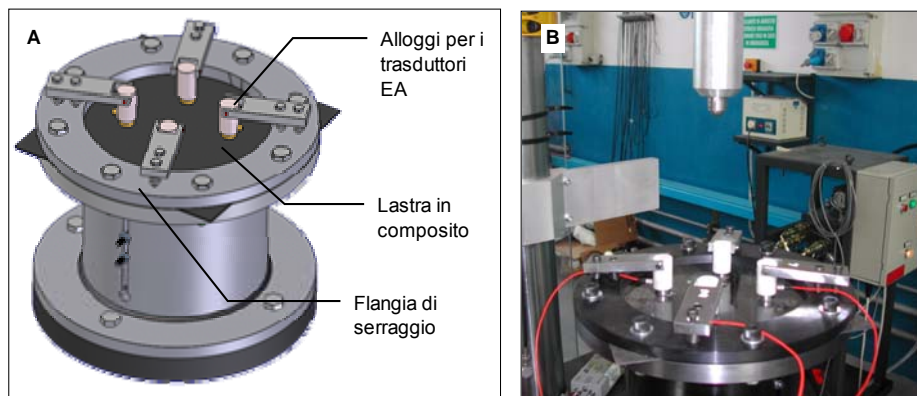 A
Alloggi per i
trasduttori
EA
Lastra in
composito
Flangia di
serraggio
B